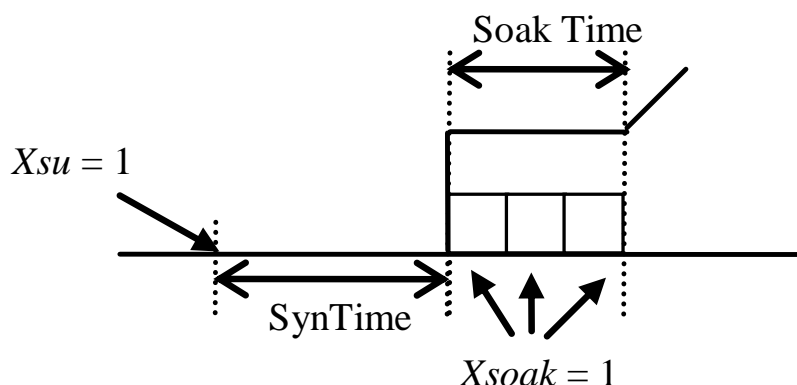 Soak Time
Xsu = 1
SynTime
Xsoak = 1